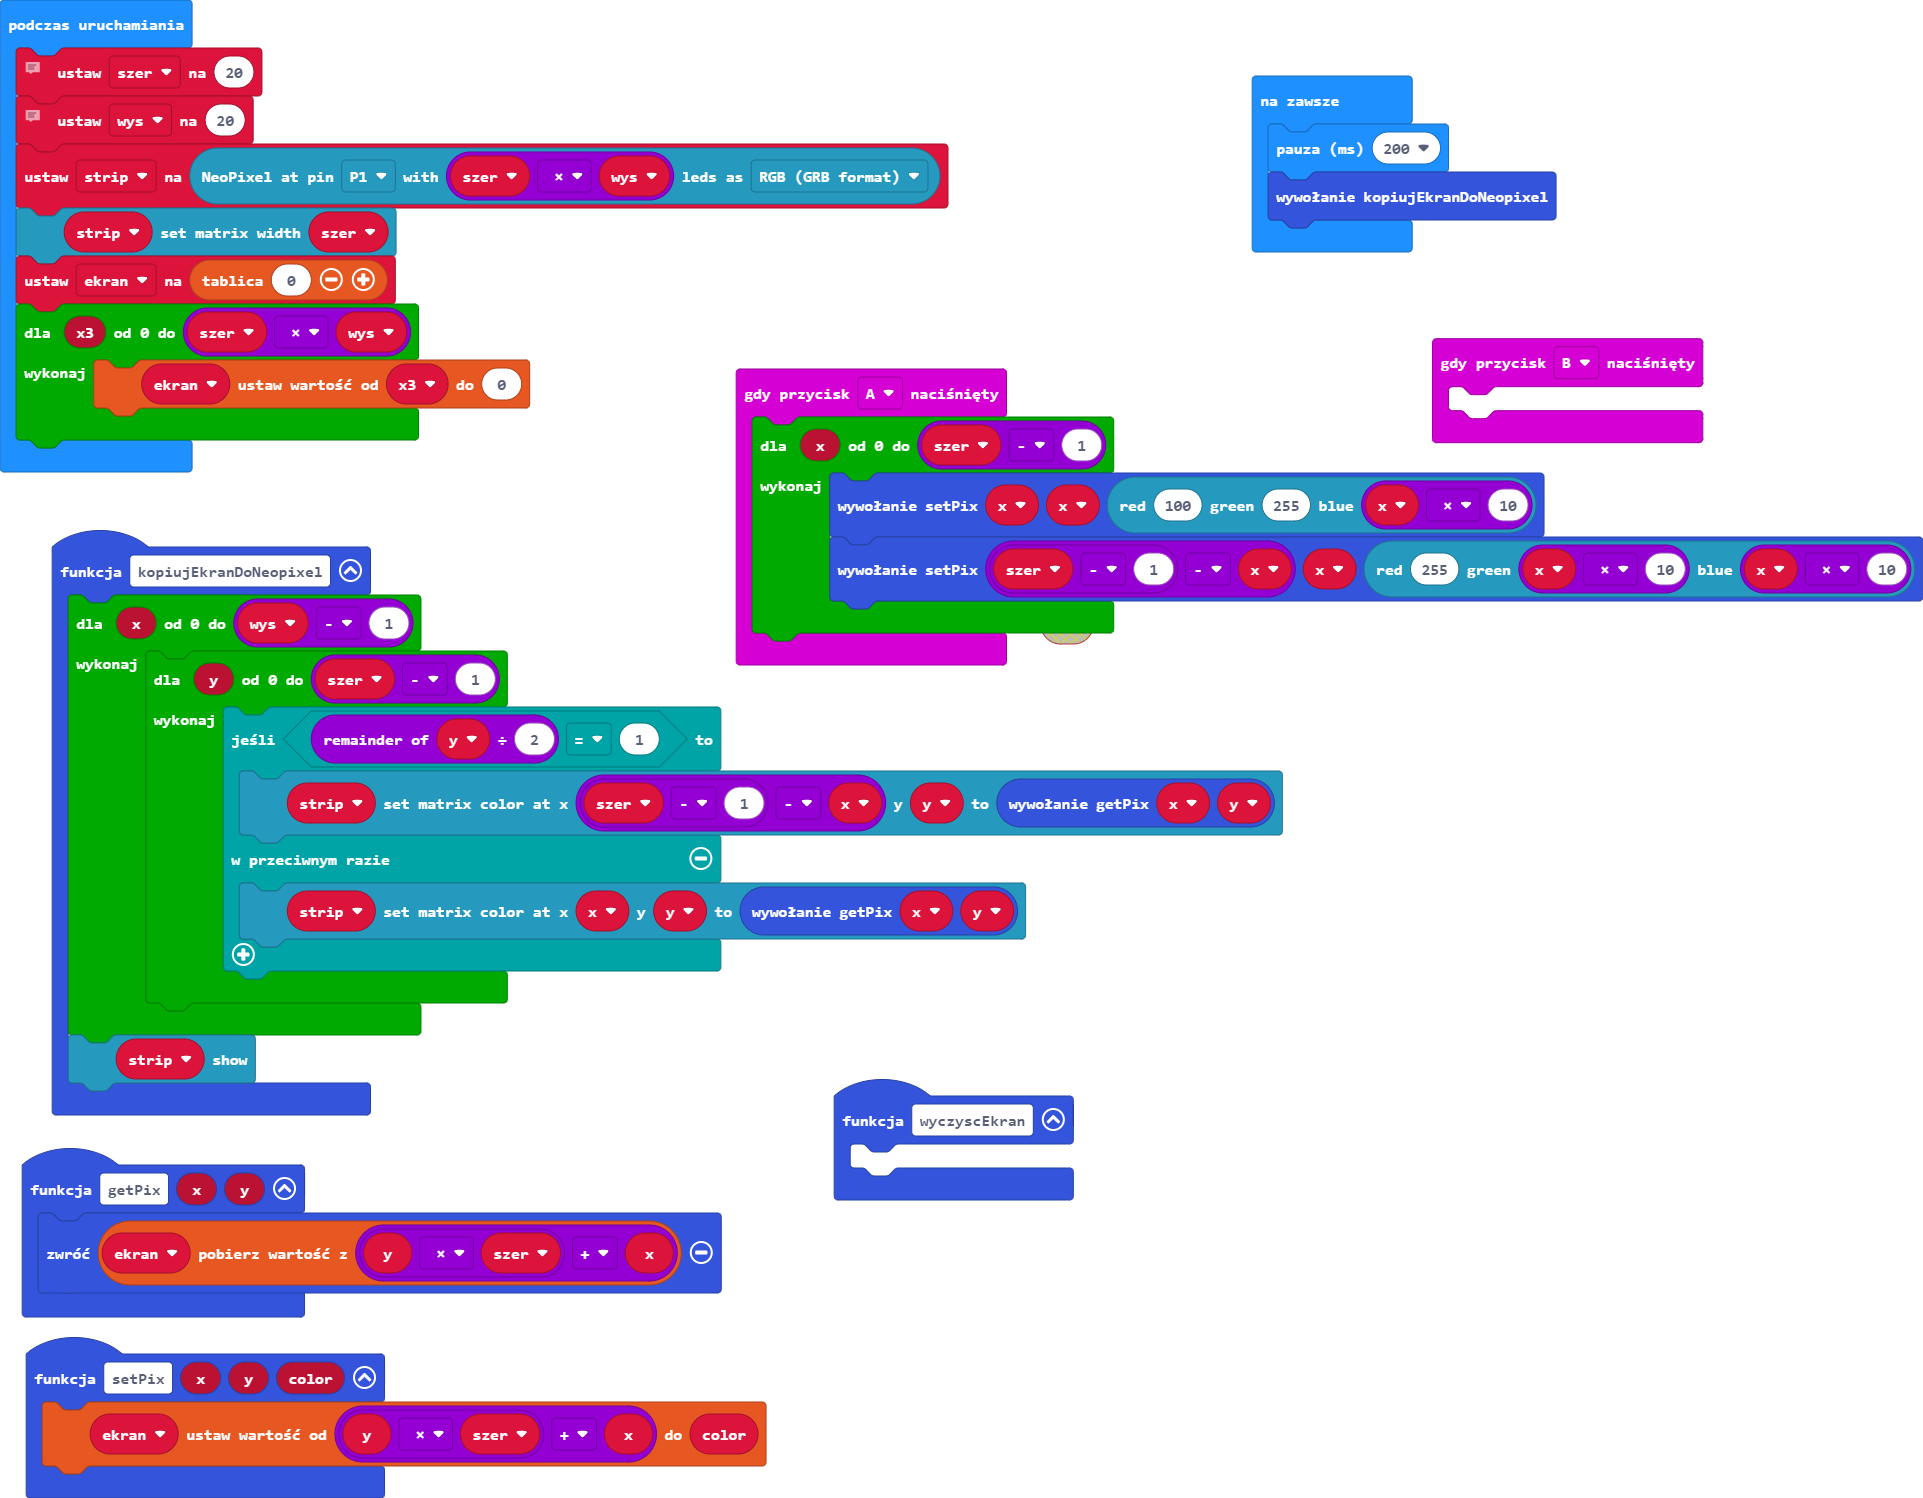 podczas uruchamiania
ustaw szer na 20
ustaw wys na 20
ustaw strip na NeoPixel at pin P1 with szer × wys leds as RGB (GRB format)
strip set matrix width szer
ustaw ekran na tablica 0
dla x3 od 0 do szer × wys
wykonaj
ekran ustaw wartość od x3 do 0
na zawsze
pauza (ms) 200
wywołanie kopiujEkranDoNeopixel
gdy przycisk B naciśnięty
gdy przycisk A naciśnięty
dla x od 0 do szer - 1
wykonaj
wywołanie setPix x x red 100 green 255 blue x × 10
wywołanie setPix szer - 1 - x x red 255 green x × 10 blue x × 10
funkcja kopiujEkranDoNeopixel
dla x od 0 do wys - 1
wykonaj
dla y od 0 do szer - 1
wykonaj
jeśli remainder of y ÷ 2 = 1 to
strip set matrix color at x szer - 1 - x y y to wywołanie getPix x y
w przeciwnym razie
strip set matrix color at x x y y to wywołanie getPix x y
strip show
funkcja wyczyscEkran
funkcja getPix x y
zwróć ekran pobierz wartość z y × szer + x
funkcja setPix x y color
ekran ustaw wartość od y × szer + x do color